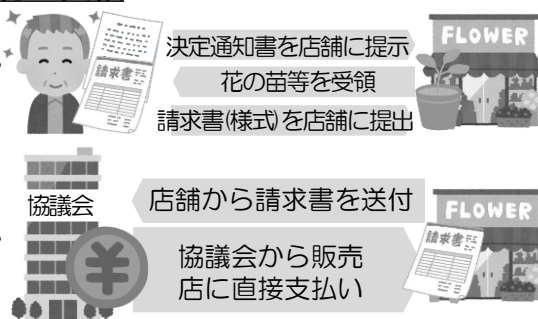 決定通知書を店舗に提示
FLOWER
請求書
花の苗等を受領
請求書(様式)を店舗に提出
協議会
店舗から請求書を送付
FLOWER
請求書
¥
協議会から販売
店に直接支払い